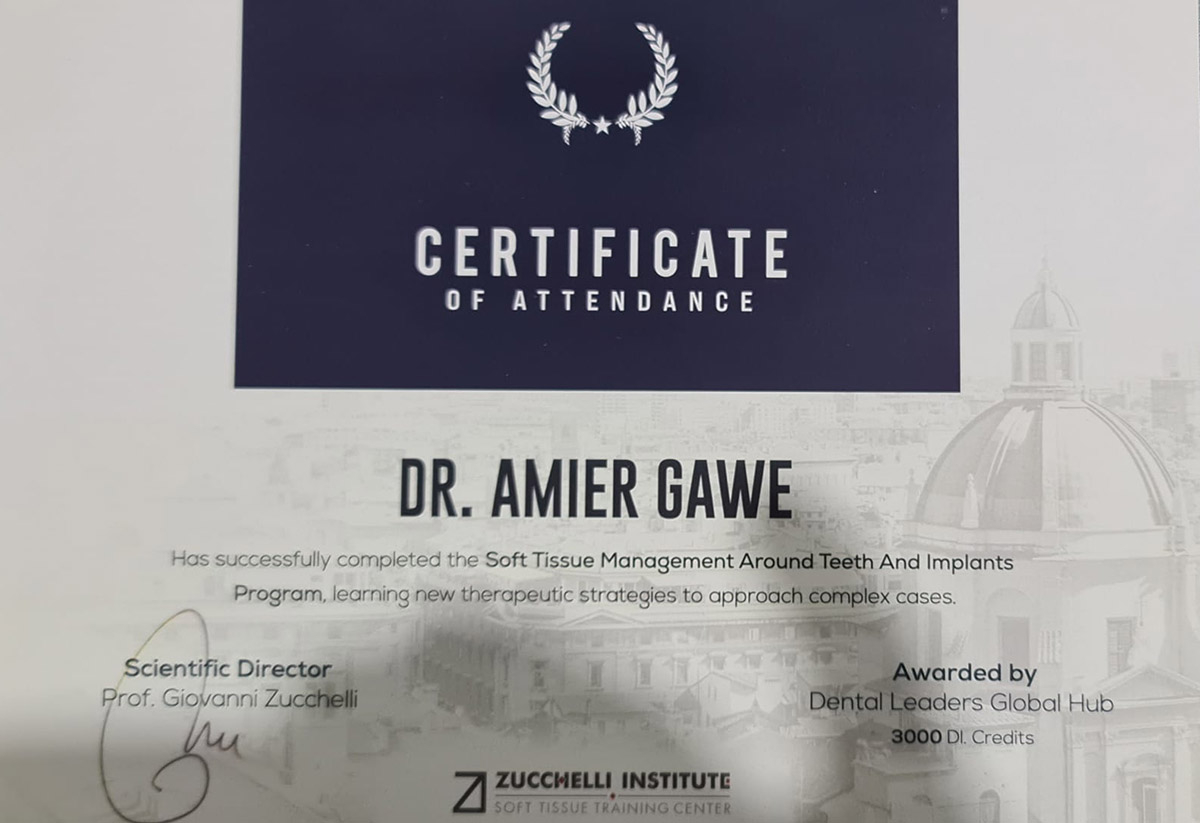 CERTIFICATE
OF ATTENDANCE
DR. AMIER GAWE
Has successfully completed the Soft Tissue Management Around Teeth And Implants
Program, learning new therapeutic strategies to approach complex cases.
Scientific Director
Prof. Giovanni Zucchelli
Awarded by
Dental Leaders Global Hub
3000 Dl. Credits
ZUCCHELLI INSTITUTE
SOFT TISSUE TRAINING CENTER